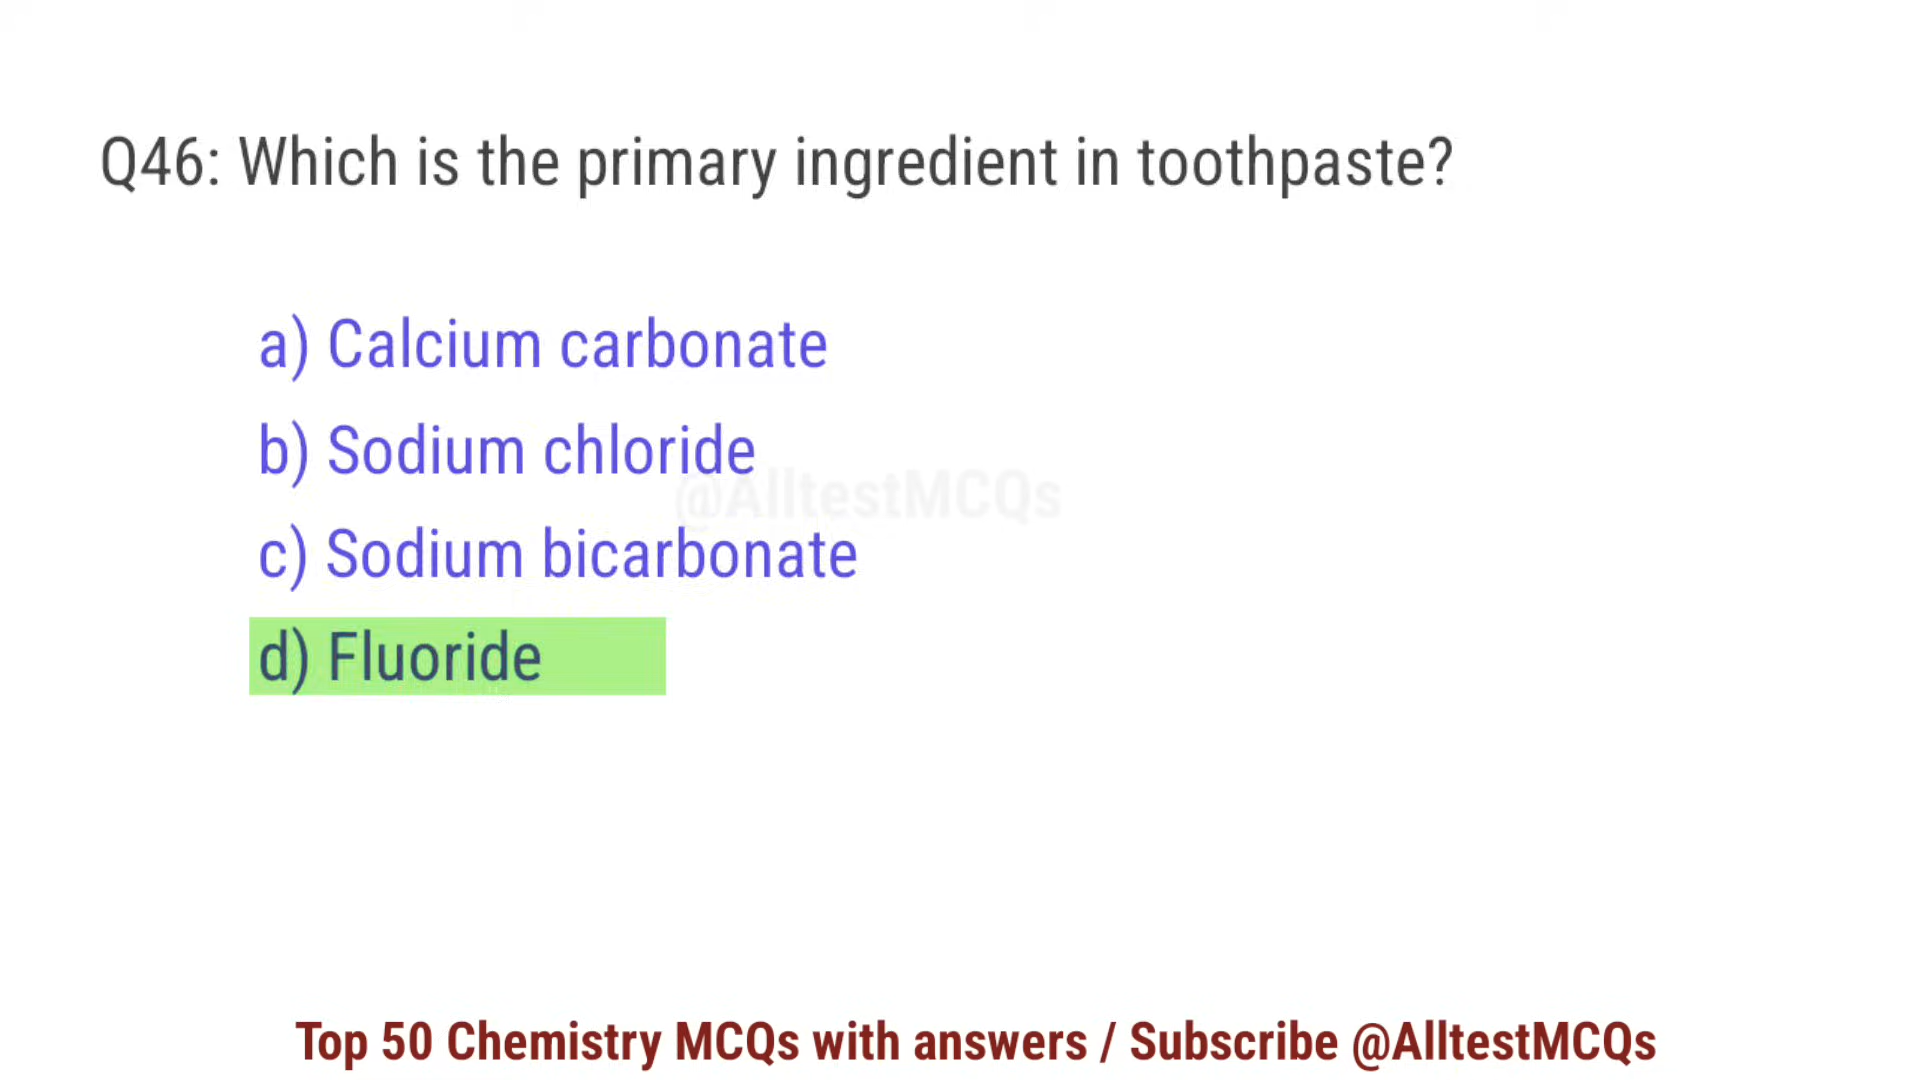 Q46: Which is the primary ingredient in toothpaste?
a) Calcium carbonate
b) Sodium chloride
@AlltestMCQs
c) Sodium bicarbonate
d) Fluoride
Top 50 Chemistry MCQs with answers / Subscribe @AlltestMCQs